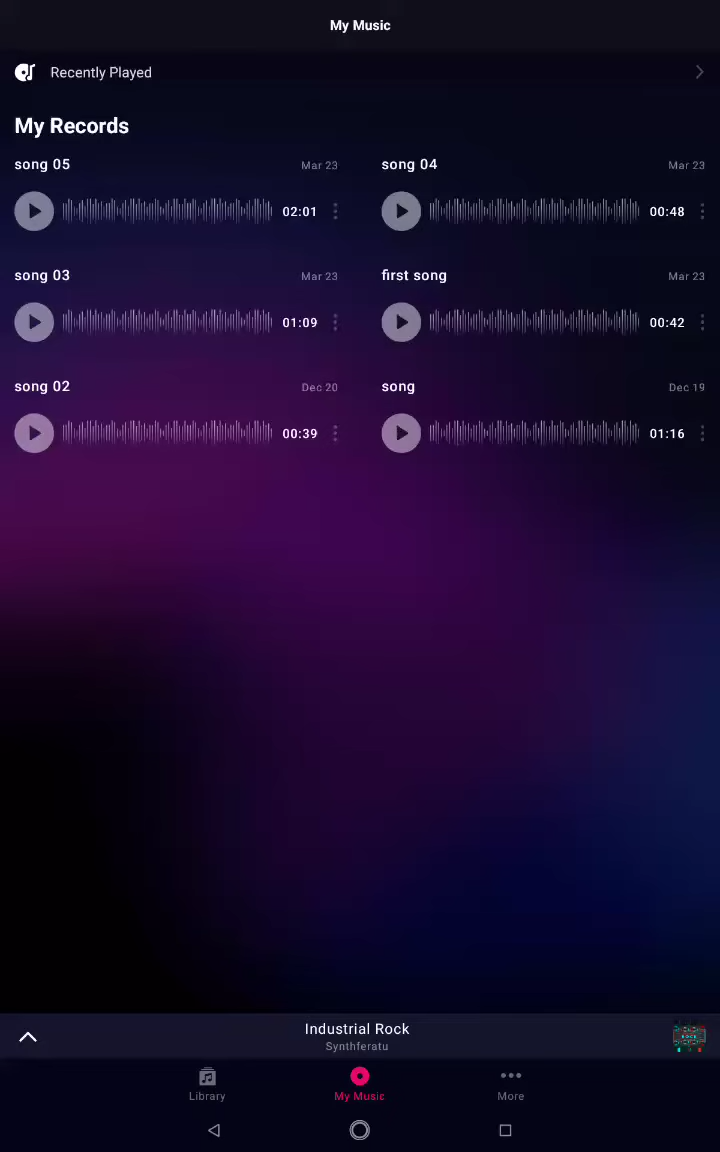 My Music
Recently Played
My Records
song 05
Mar 23
song 04
Mar 23
02:01
00:48
song 03
Mar 23
first song
Mar 23
01:09
00:42
song 02
Dec 20
song
Dec 19
00:39
01:16
Industrial Rock
Synthferatu
ROCK
Library
My Music
More